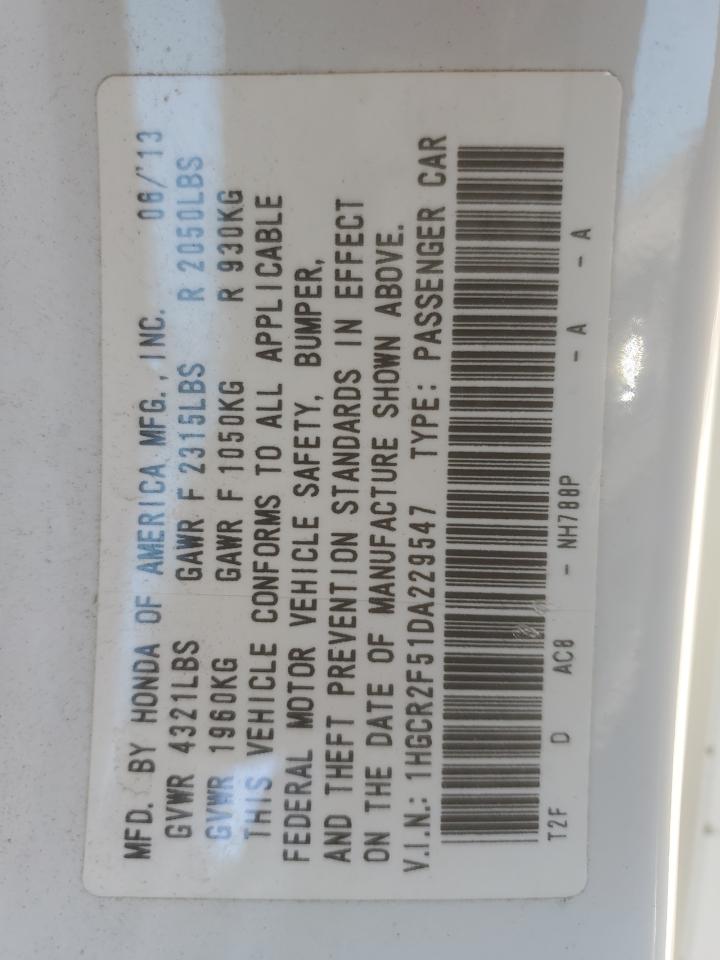 MFD. BY HONDA OF AMERICA MFG., INC. 06/'13
GVWR 4321LBS GAWR F 2315LBS R 2050LBS
GVWR 1960KG GAWR F 1050KG R 930KG
THIS VEHICLE CONFORMS TO ALL APPLICABLE
FEDERAL MOTOR VEHICLE SAFETY, BUMPER,
AND THEFT PREVENTION STANDARDS IN EFFECT
ON THE DATE OF MANUFACTURE SHOWN ABOVE.
V.I.N.: 1HGCR2F51DA229547 TYPE: PASSENGER CAR
T2F D AC8 - NH788P - A - A